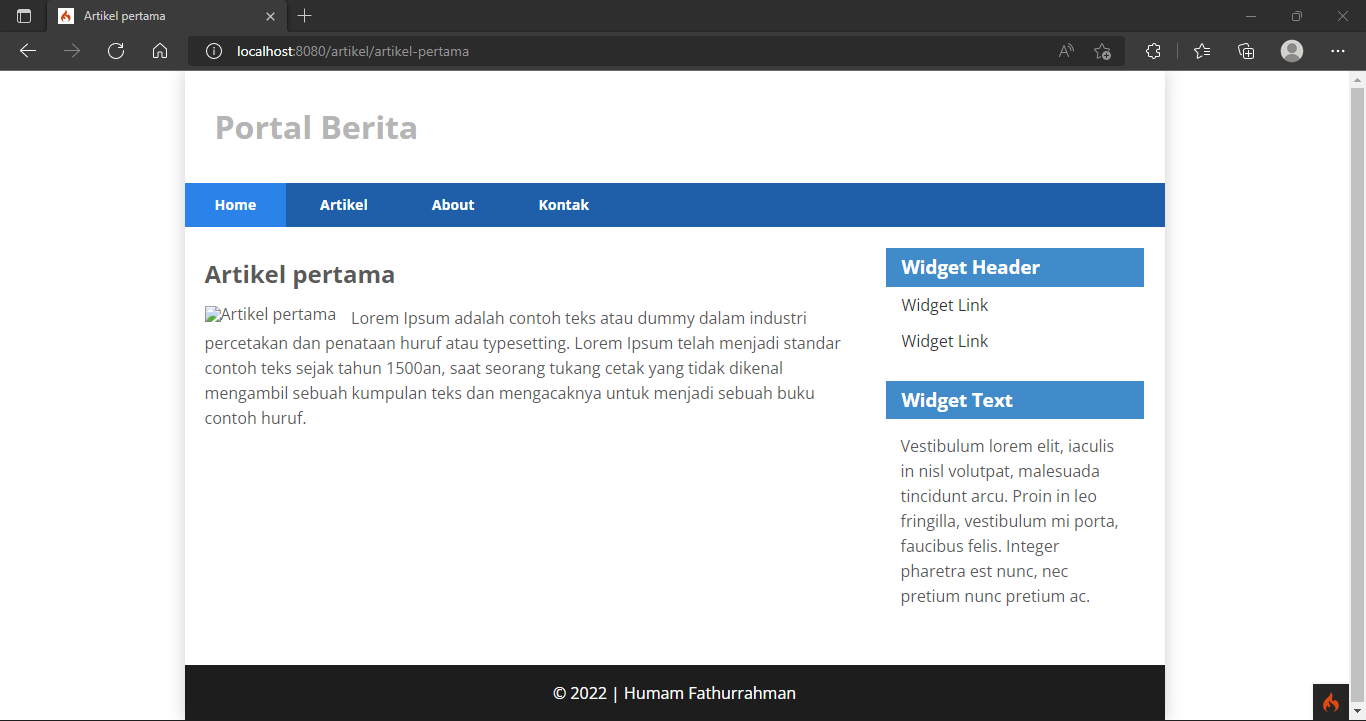 Artikel pertama
localhost:8080/artikel/artikel-pertama
Portal Berita
Home Artikel About Kontak
Artikel pertama
Artikel pertama Lorem Ipsum adalah contoh teks atau dummy dalam industri
percetakan dan penataan huruf atau typesetting. Lorem Ipsum telah menjadi standar
contoh teks sejak tahun 1500an, saat seorang tukang cetak yang tidak dikenal
mengambil sebuah kumpulan teks dan mengacaknya untuk menjadi sebuah buku
contoh huruf.
Widget Header
Widget Link
Widget Link
Widget Text
Vestibulum lorem elit, iaculis
in nisl volutpat, malesuada
tincidunt arcu. Proin in leo
fringilla, vestibulum mi porta,
faucibus felis. Integer
pharetra est nunc, nec
pretium nunc pretium ac.
© 2022 | Humam Fathurrahman